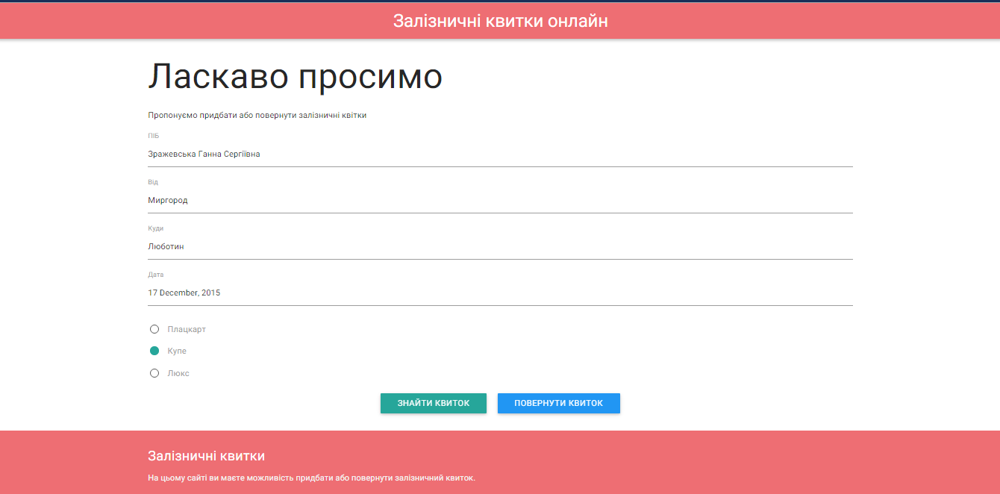 Залізничні квитки онлайн
Ласкаво просимо
Пропонуємо придбати або повернути залізничні квітки
ПІБ
Зражевська Ганна Сергіївна
Від
Миргород
Куди
Люботин
Дата
17 December, 2015
Плацкарт
Купе
Люкс
ЗНАЙТИ КВИТОК ПОВЕРНУТИ КВИТОК
Залізничні квитки
На цьому сайті ви маєте можливість придбати або повернути залізничний квиток.